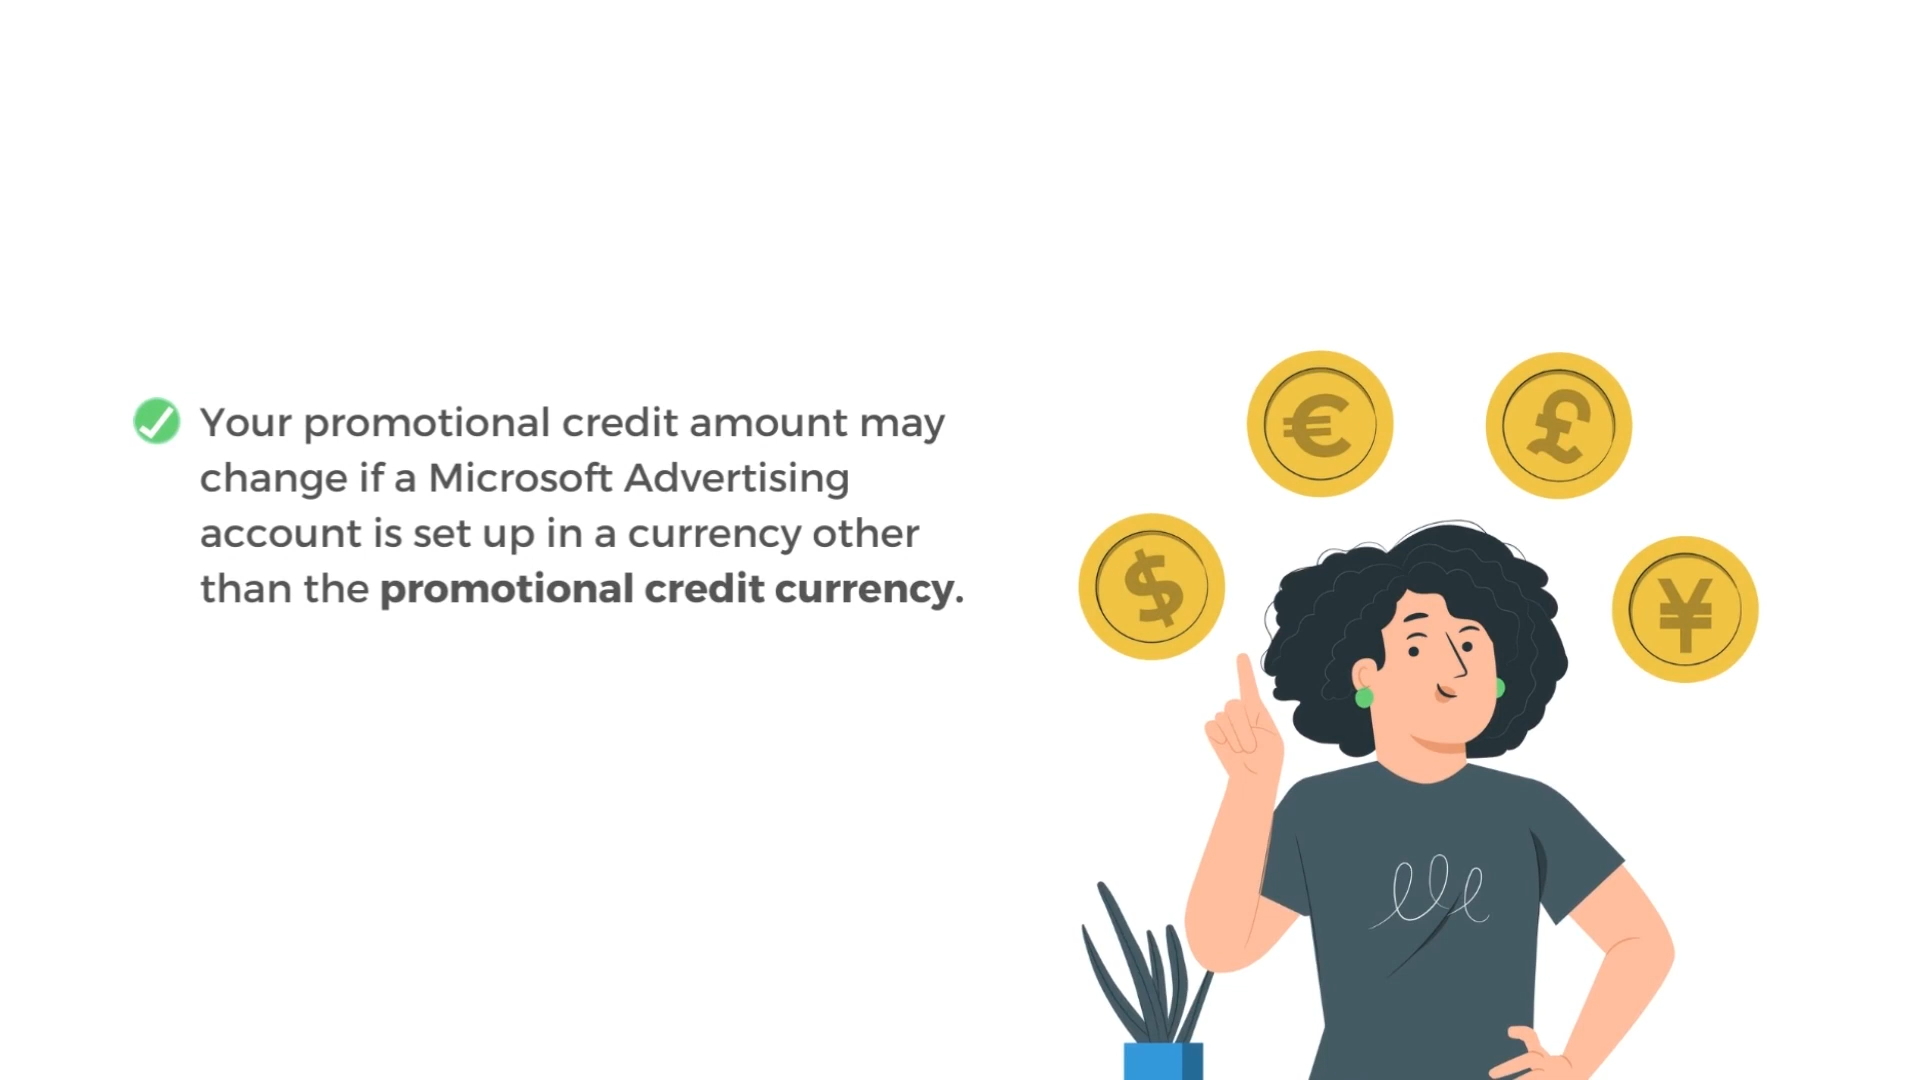 Your promotional credit amount may
change if a Microsoft Advertising
account is set up in a currency other
than the promotional credit currency.
€
£
$
¥